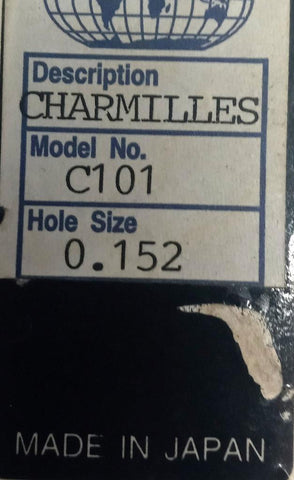 Description
CHARMILLES
Model No.
C101
Hole Size
0.152
MADE IN JAPAN